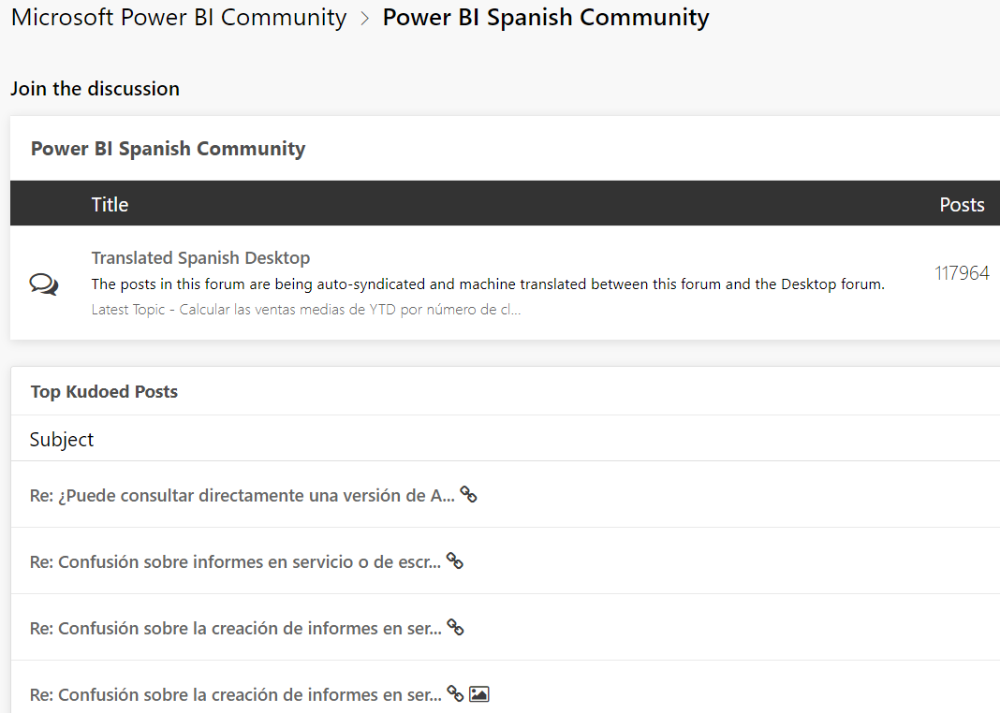 Microsoft Power BI Community > Power BI Spanish Community
Join the discussion
Power BI Spanish Community
Title Posts
Translated Spanish Desktop
The posts in this forum are being auto-syndicated and machine translated between this forum and the Desktop forum.
117964
Latest Topic - Calcular las ventas medias de YTD por número de cl...
Top Kudoed Posts
Subject
Re: ¿Puede consultar directamente una versión de A...
Re: Confusión sobre informes en servicio o de escr...
Re: Confusión sobre la creación de informes en ser...
Re: Confusión sobre la creación de informes en ser...